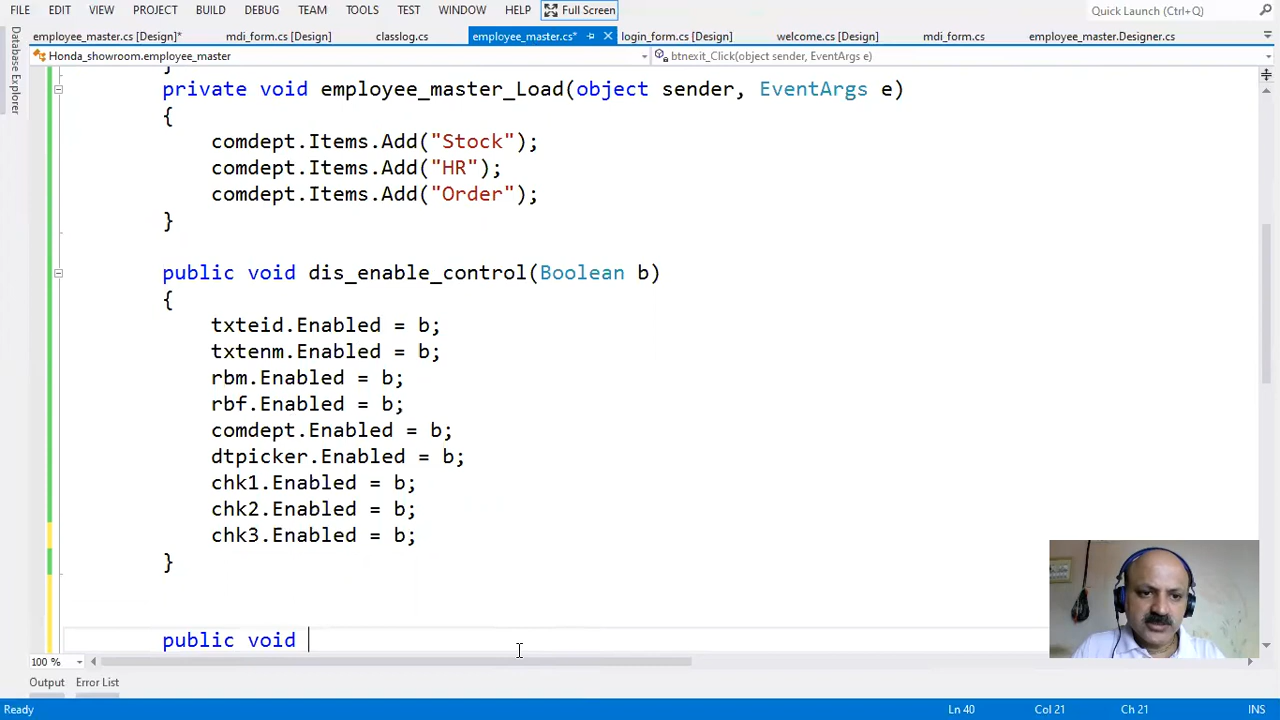 FILE EDIT VIEW PROJECT BUILD DEBUG TEAM TOOLS TEST WINDOW HELP Full Screen Quick Launch (Ctrl+Q)
employee_master.cs [Design]* mdi_form.cs [Design] classlog.cs employee_master.cs* login_form.cs [Design] welcome.cs [Design] mdi_form.cs employee_master.Designer.cs
Honda_showroom.employee_master btnexit_Click(object sender, EventArgs e)
Database Explorer
}
private void employee_master_Load(object sender, EventArgs e)
{
comdept.Items.Add("Stock");
comdept.Items.Add("HR");
comdept.Items.Add("Order");
}
public void dis_enable_control(Boolean b)
{
txteid.Enabled = b;
txtenm.Enabled = b;
rbm.Enabled = b;
rbf.Enabled = b;
comdept.Enabled = b;
dtpicker.Enabled = b;
chk1.Enabled = b;
chk2.Enabled = b;
chk3.Enabled = b;
}
public void
100 %
Output Error List
Ready Ln 40 Col 21 Ch 21 INS